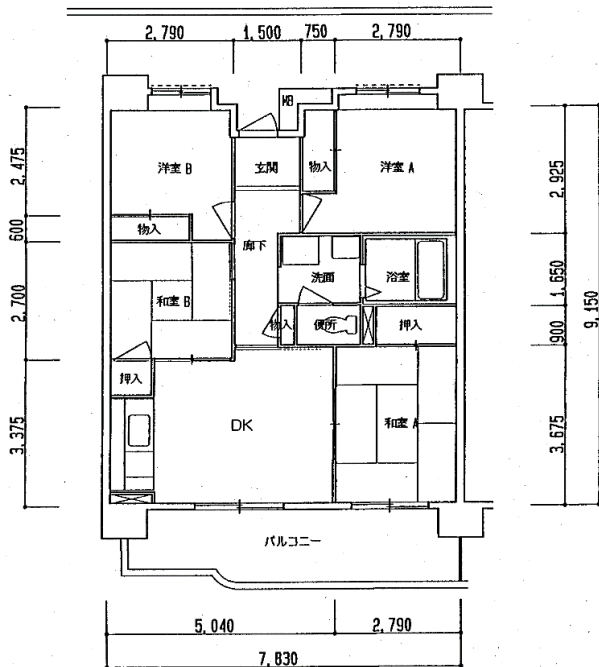 2,790 1,500 750 2,790
MB
洋室 B 玄関 物入 洋室 A
2,475
2,925
600
物入
廊下
洗面 浴室
1,650
9,150
2,700
和室 B
物入 便所 押入
900
押入
DK
和室 A
3,375
3,675
バルコニー
5,040 2,790
7,830